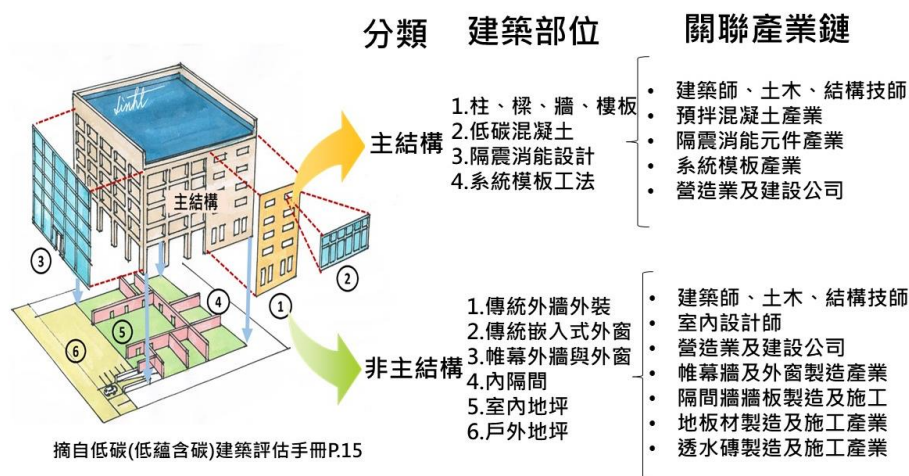 分類
建築部位
關聯產業鏈
主結構
1.柱、樑、牆、樓板
2.低碳混凝土
3.隔震消能設計
4.系統模板工法
• 建築師、土木、結構技師
• 預拌混凝土產業
• 隔震消能元件產業
• 系統模板產業
• 營造業及建設公司
非主結構
1.傳統外牆外裝
2.傳統嵌入式外窗
3.帷幕外牆與外窗
4.內隔間
5.室內地坪
6.戶外地坪
• 建築師、土木、結構技師
• 室內設計師
• 營造業及建設公司
• 帷幕牆及外窗製造產業
• 隔間牆牆板製造及施工
• 地板材製造及施工產業
• 透水磚製造及施工產業
主結構
3
1
2
4
5
6
摘自低碳(低蘊含碳)建築評估手冊P.15